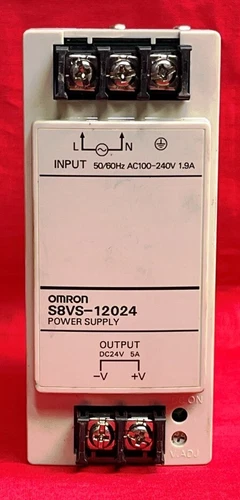 L N
INPUT 50/60Hz AC100-240V 1.9A
OMRON
S8VS-12024
POWER SUPPLY
OUTPUT
DC24V 5A
-V +V
ON
V.ADJ